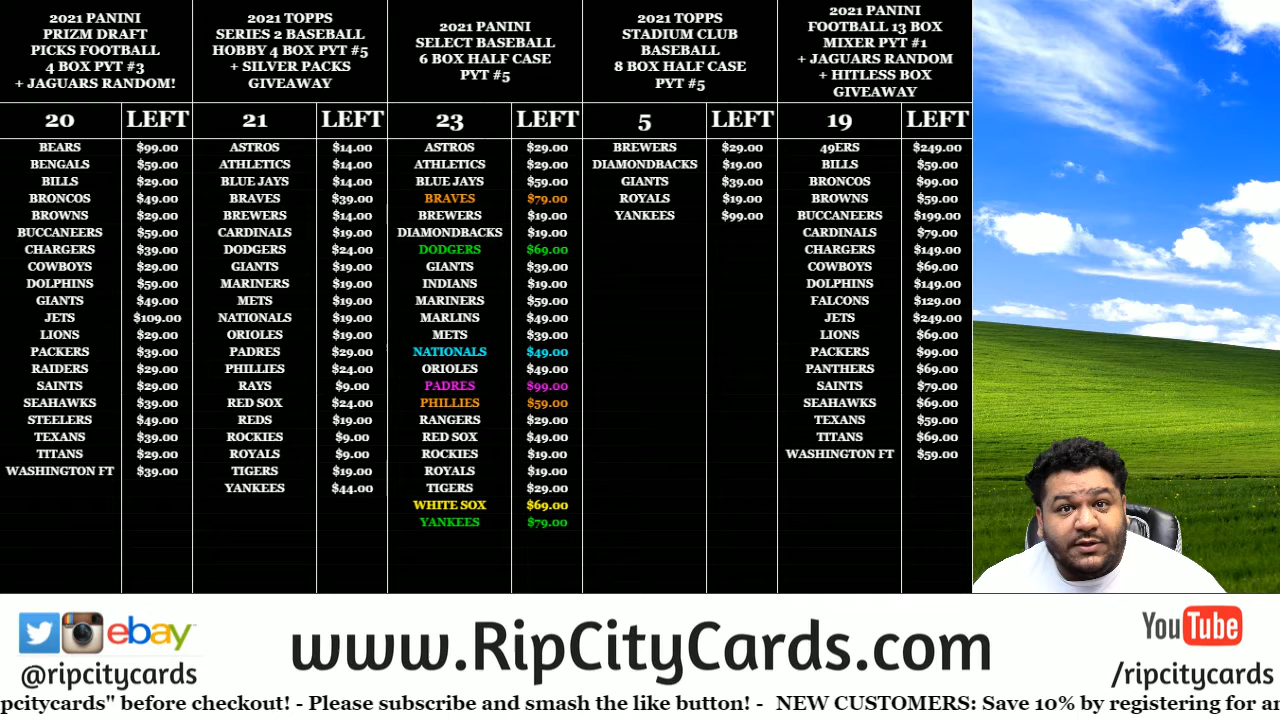 2021 PANINI
PRIZM DRAFT
PICKS FOOTBALL
4 BOX PYT #3
+ JAGUARS RANDOM!
20 LEFT
BEARS $99.00
BENGALS $59.00
BILLS $29.00
BRONCOS $49.00
BROWNS $29.00
BUCCANEERS $59.00
CHARGERS $39.00
COWBOYS $29.00
DOLPHINS $59.00
GIANTS $49.00
JETS $109.00
LIONS $29.00
PACKERS $39.00
RAIDERS $29.00
SAINTS $29.00
SEAHAWKS $39.00
STEELERS $49.00
TEXANS $39.00
TITANS $29.00
WASHINGTON FT $39.00
2021 TOPPS
SERIES 2 BASEBALL
HOBBY 4 BOX PYT #5
+ SILVER PACKS
GIVEAWAY
21 LEFT
ASTROS $14.00
ATHLETICS $14.00
BLUE JAYS $14.00
BRAVES $39.00
BREWERS $14.00
CARDINALS $19.00
DODGERS $24.00
GIANTS $19.00
MARINERS $19.00
METS $19.00
NATIONALS $19.00
ORIOLES $19.00
PADRES $29.00
PHILLIES $24.00
RAYS $9.00
RED SOX $24.00
REDS $19.00
ROCKIES $9.00
ROYALS $9.00
TIGERS $19.00
YANKEES $44.00
2021 PANINI
SELECT BASEBALL
6 BOX HALF CASE
PYT #5
23 LEFT
ASTROS $29.00
ATHLETICS $29.00
BLUE JAYS $59.00
BRAVES $79.00
BREWERS $19.00
DIAMONDBACKS $19.00
DODGERS $69.00
GIANTS $39.00
INDIANS $19.00
MARINERS $59.00
MARLINS $49.00
METS $39.00
NATIONALS $49.00
ORIOLES $49.00
PADRES $99.00
PHILLIES $59.00
RANGERS $29.00
RED SOX $49.00
ROCKIES $19.00
ROYALS $19.00
TIGERS $29.00
WHITE SOX $69.00
YANKEES $79.00
2021 TOPPS
STADIUM CLUB
BASEBALL
8 BOX HALF CASE
PYT #5
5 LEFT
BREWERS $29.00
DIAMONDBACKS $19.00
GIANTS $39.00
ROYALS $19.00
YANKEES $99.00
2021 PANINI
FOOTBALL 13 BOX
MIXER PYT #1
+ JAGUARS RANDOM
+ HITLESS BOX
GIVEAWAY
19 LEFT
49ERS $249.00
BILLS $59.00
BRONCOS $99.00
BROWNS $59.00
BUCCANEERS $199.00
CARDINALS $79.00
CHARGERS $149.00
COWBOYS $69.00
DOLPHINS $149.00
FALCONS $129.00
JETS $249.00
LIONS $69.00
PACKERS $99.00
PANTHERS $69.00
SAINTS $79.00
SEAHAWKS $69.00
TEXANS $59.00
TITANS $69.00
WASHINGTON FT $59.00
ebay
@ripcitycards
www.RipCityCards.com
YouTube
/ripcitycards
pcitycards" before checkout! - Please subscribe and smash the like button! - NEW CUSTOMERS: Save 10% by registering for an